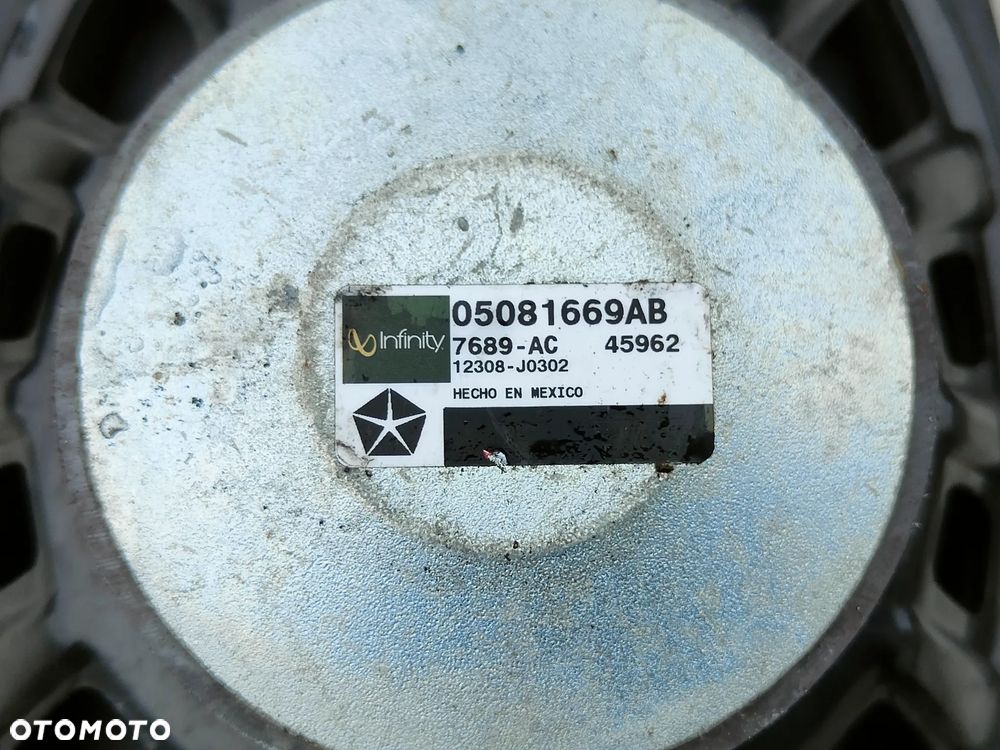 Infinity
05081669AB
7689-AC 45962
12308-J0302
HECHO EN MEXICO
OTOMOTO